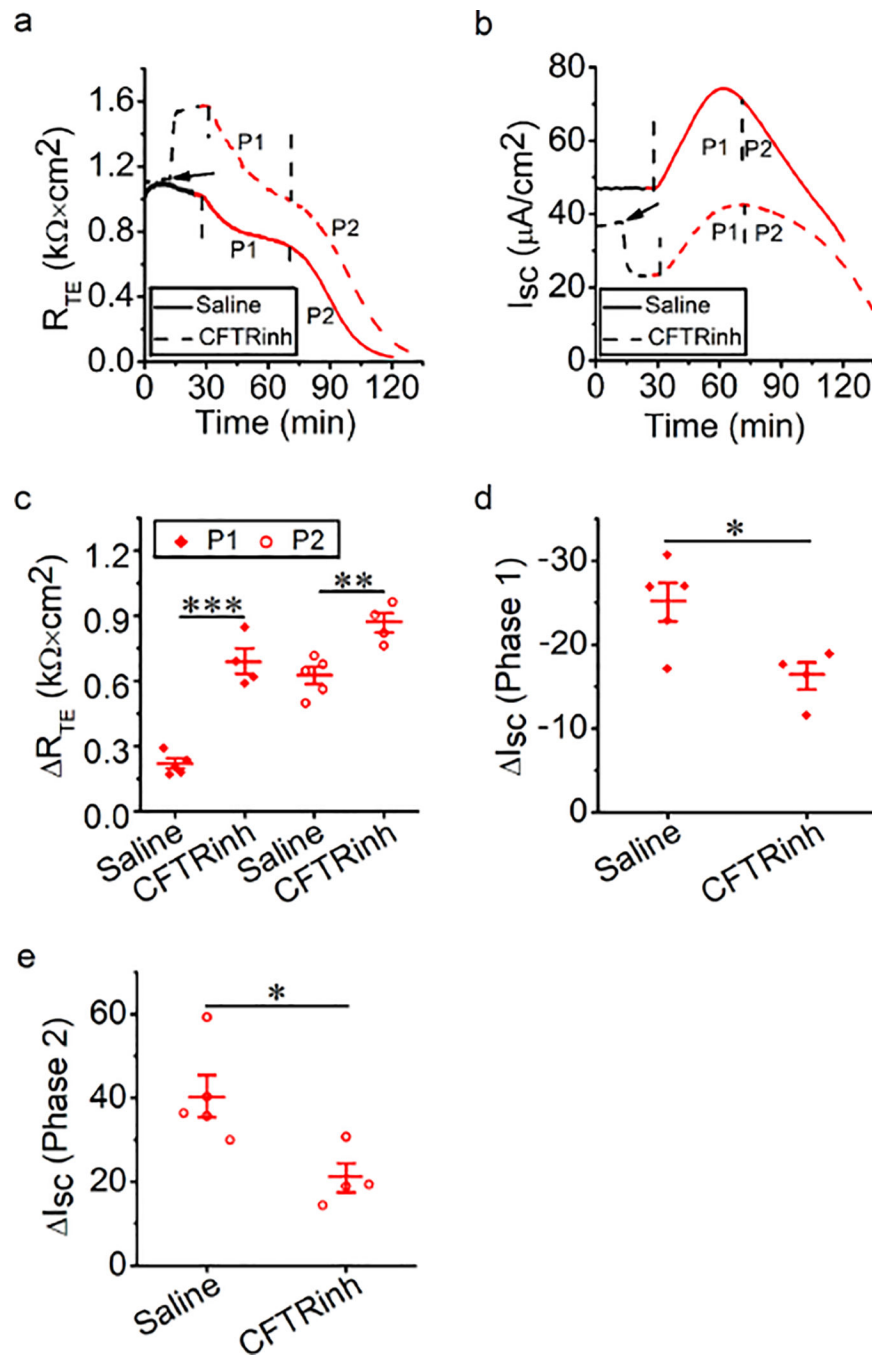 a
R_TE (kΩ×cm2)
1.6
1.2
0.8
0.4
0.0
P1
P2
P1
P2
Saline
CFTRinh
0 30 60 90 120
Time (min)
b
I_SC (μA/cm2)
80
60
40
20
0
P1 P2
P1 P2
Saline
CFTRinh
0 30 60 90 120
Time (min)
c
ΔR_TE (kΩ×cm2)
1.2
0.9
0.6
0.3
0.0
P1 P2
***
**
Saline
CFTRinh
Saline
CFTRinh
d
ΔIsc (Phase 1)
-30
-20
-10
0
*
Saline
CFTRinh
e
ΔIsc (Phase 2)
60
40
20
0
*
Saline
CFTRinh